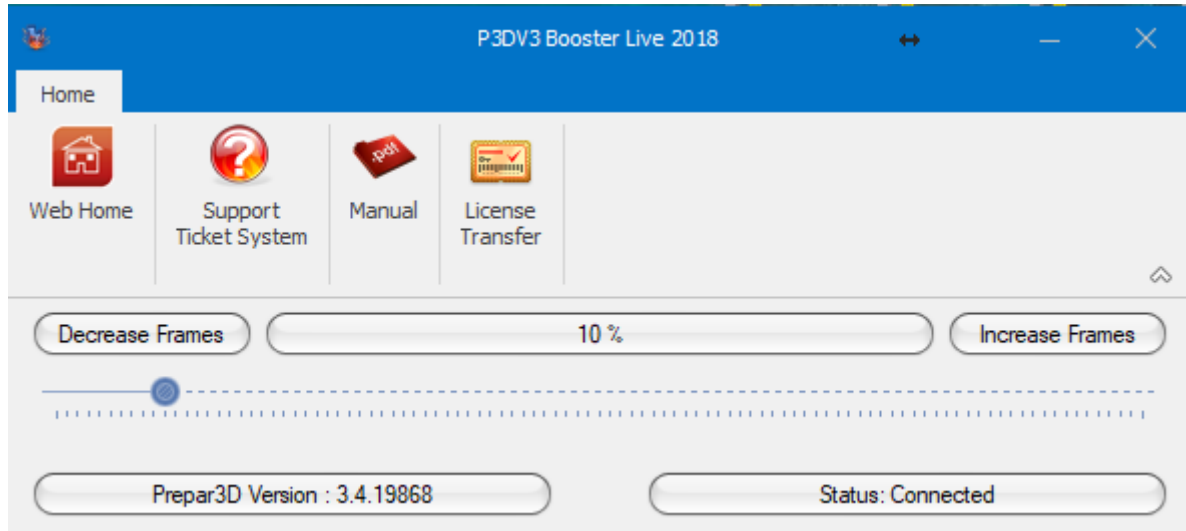 P3DV3 Booster Live 2018
Home
.pdf
Web Home
Support
Ticket System
Manual
License
Transfer
Decrease Frames
10 %
Increase Frames
Prepar3D Version : 3.4.19868
Status: Connected